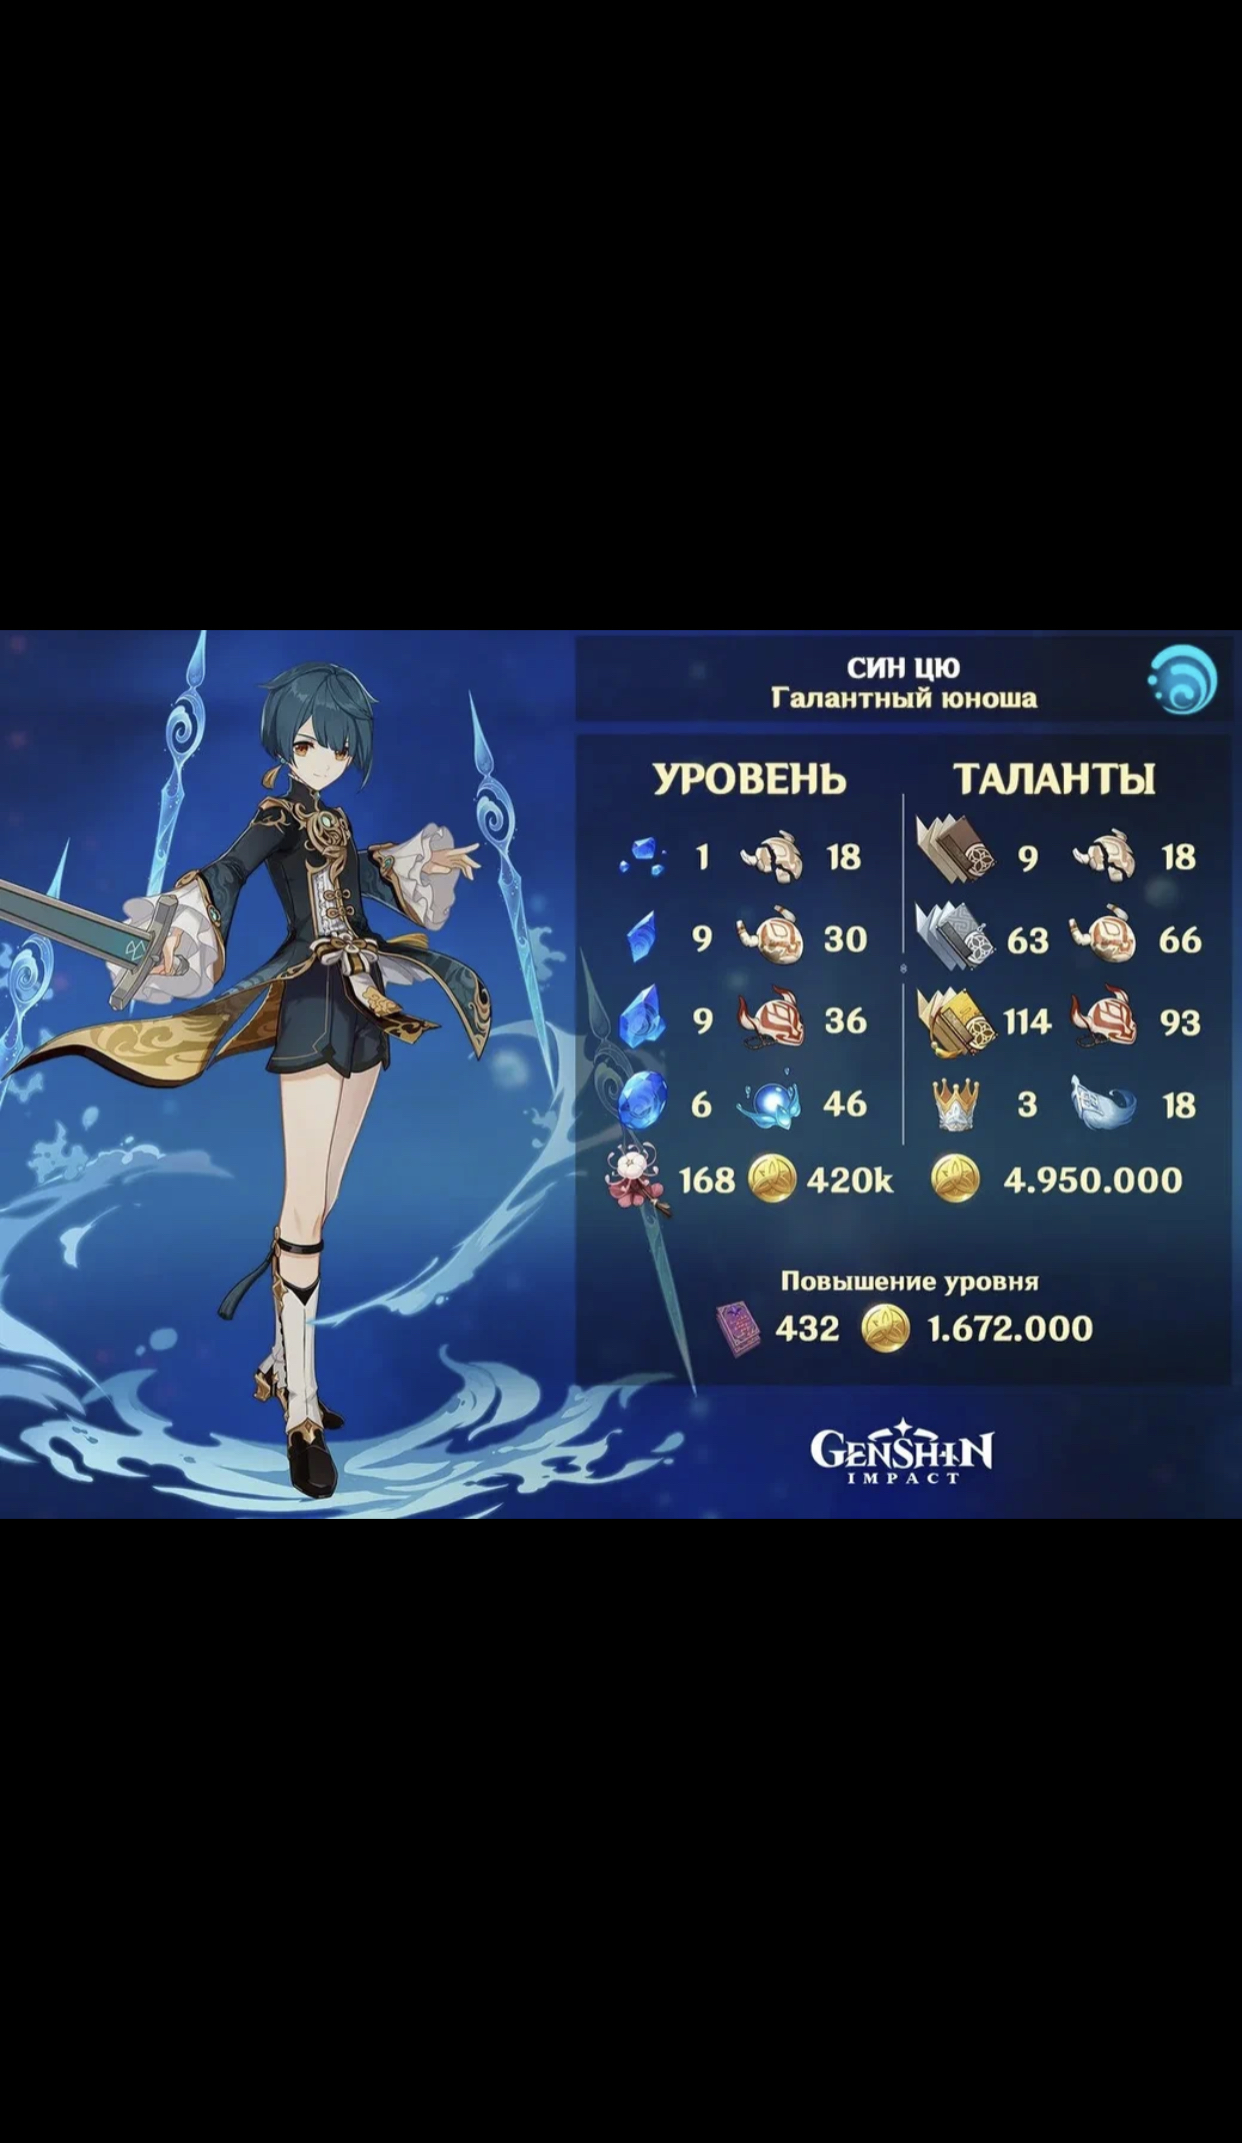 СИН ЦЮ
Галантный юноша
УРОВЕНЬ
1 18
9 30
9 36
6 46
168 420k
ТАЛАНТЫ
9 18
63 66
114 93
3 18
4.950.000
Повышение уровня
432 1.672.000
GENSHIN
IMPACT